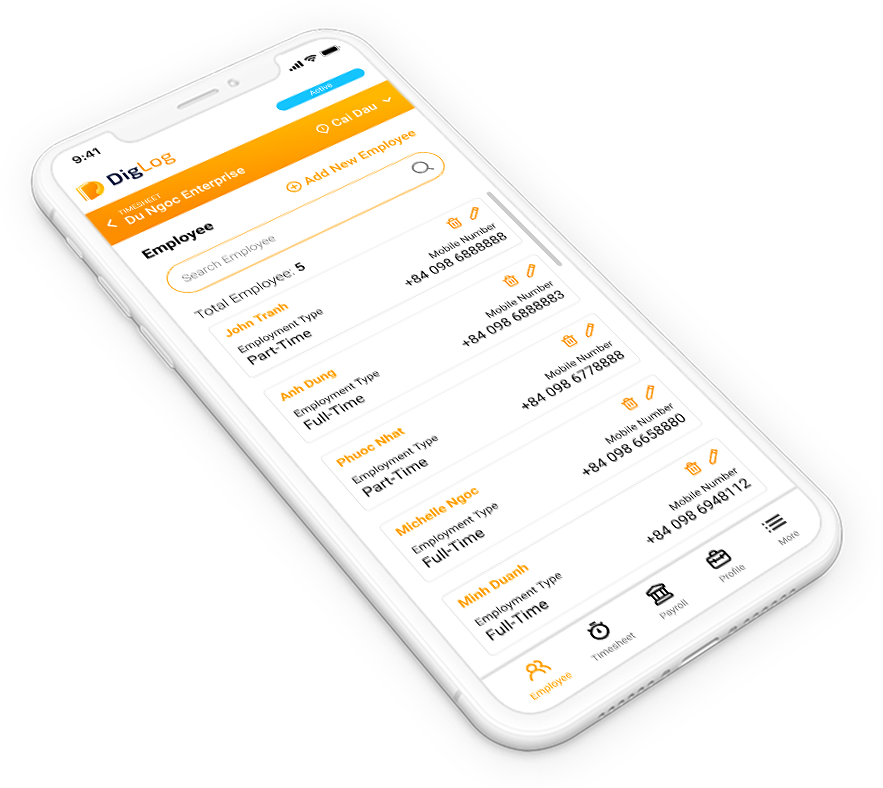 9:41
Active
DigLog
TIMESHEET
Du Ngoc Enterprise
Cai Dau
Employee
Add New Employee
Search Employee
Total Employee: 5
John Tranh
Employment Type
Part-Time
Mobile Number
+84 098 6888888
Anh Dung
Employment Type
Full-Time
Mobile Number
+84 098 6888883
Phuoc Nhat
Employment Type
Part-Time
Mobile Number
+84 098 6778888
Michelle Ngoc
Employment Type
Full-Time
Mobile Number
+84 098 6658880
Minh Duanh
Employment Type
Full-Time
Mobile Number
+84 098 6948112
Employee
Timesheet
Payroll
Profile
More